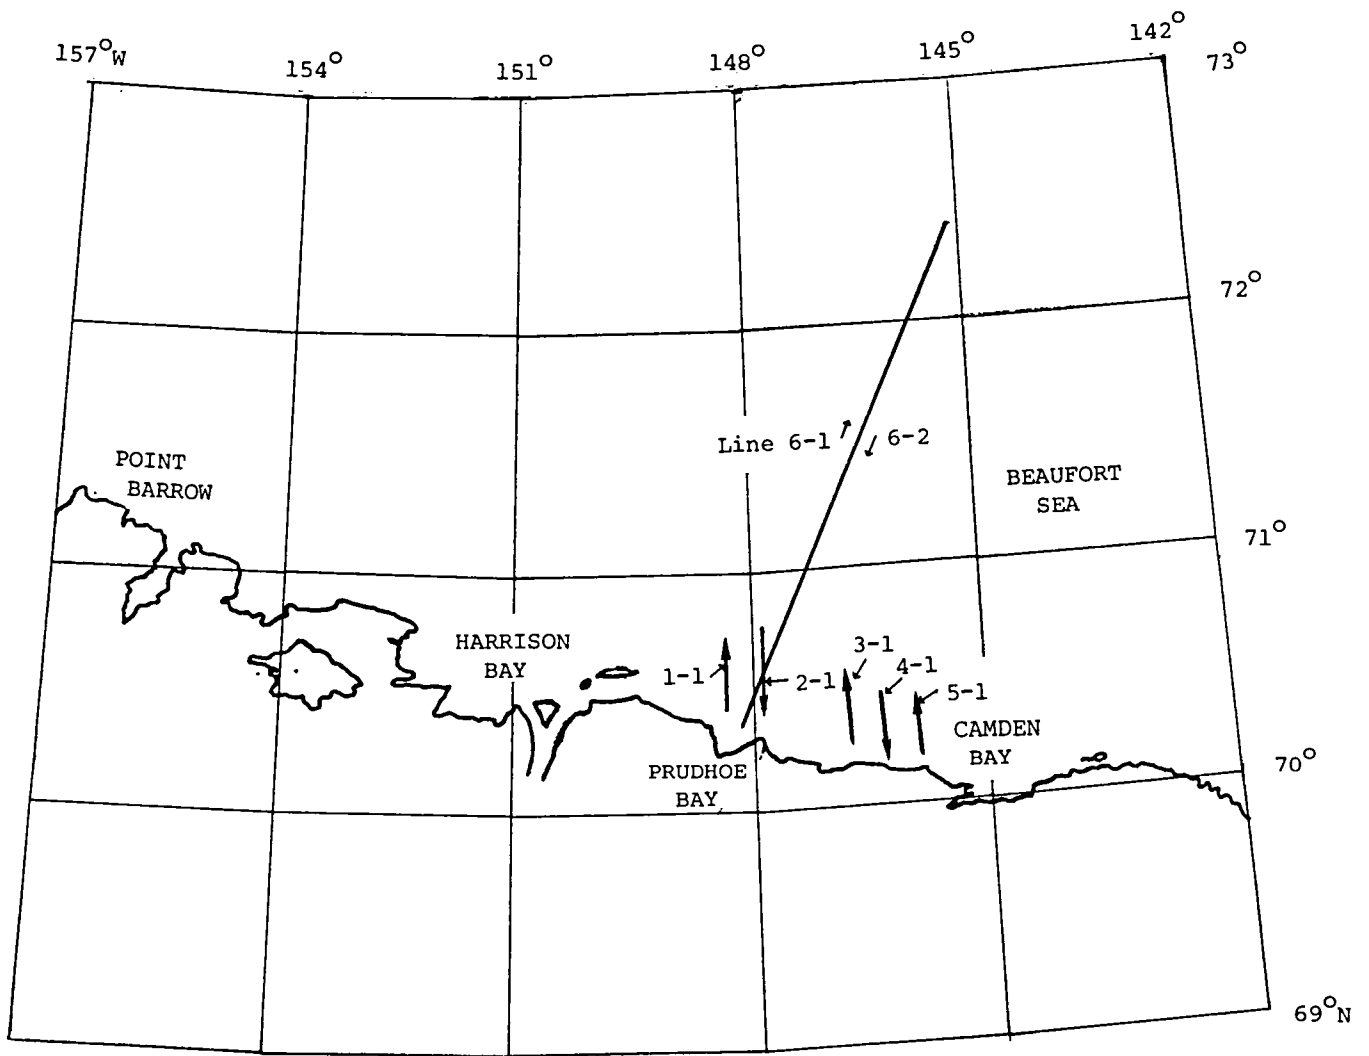 157°W 154° 151° 148° 145° 142°
73°
72°
Line 6-1 6-2
POINT
BARROW
BEAUFORT
SEA
71°
HARRISON
BAY
1-1 2-1 3-1 4-1 5-1
CAMDEN
BAY
PRUDHOE
BAY
70°
69°N